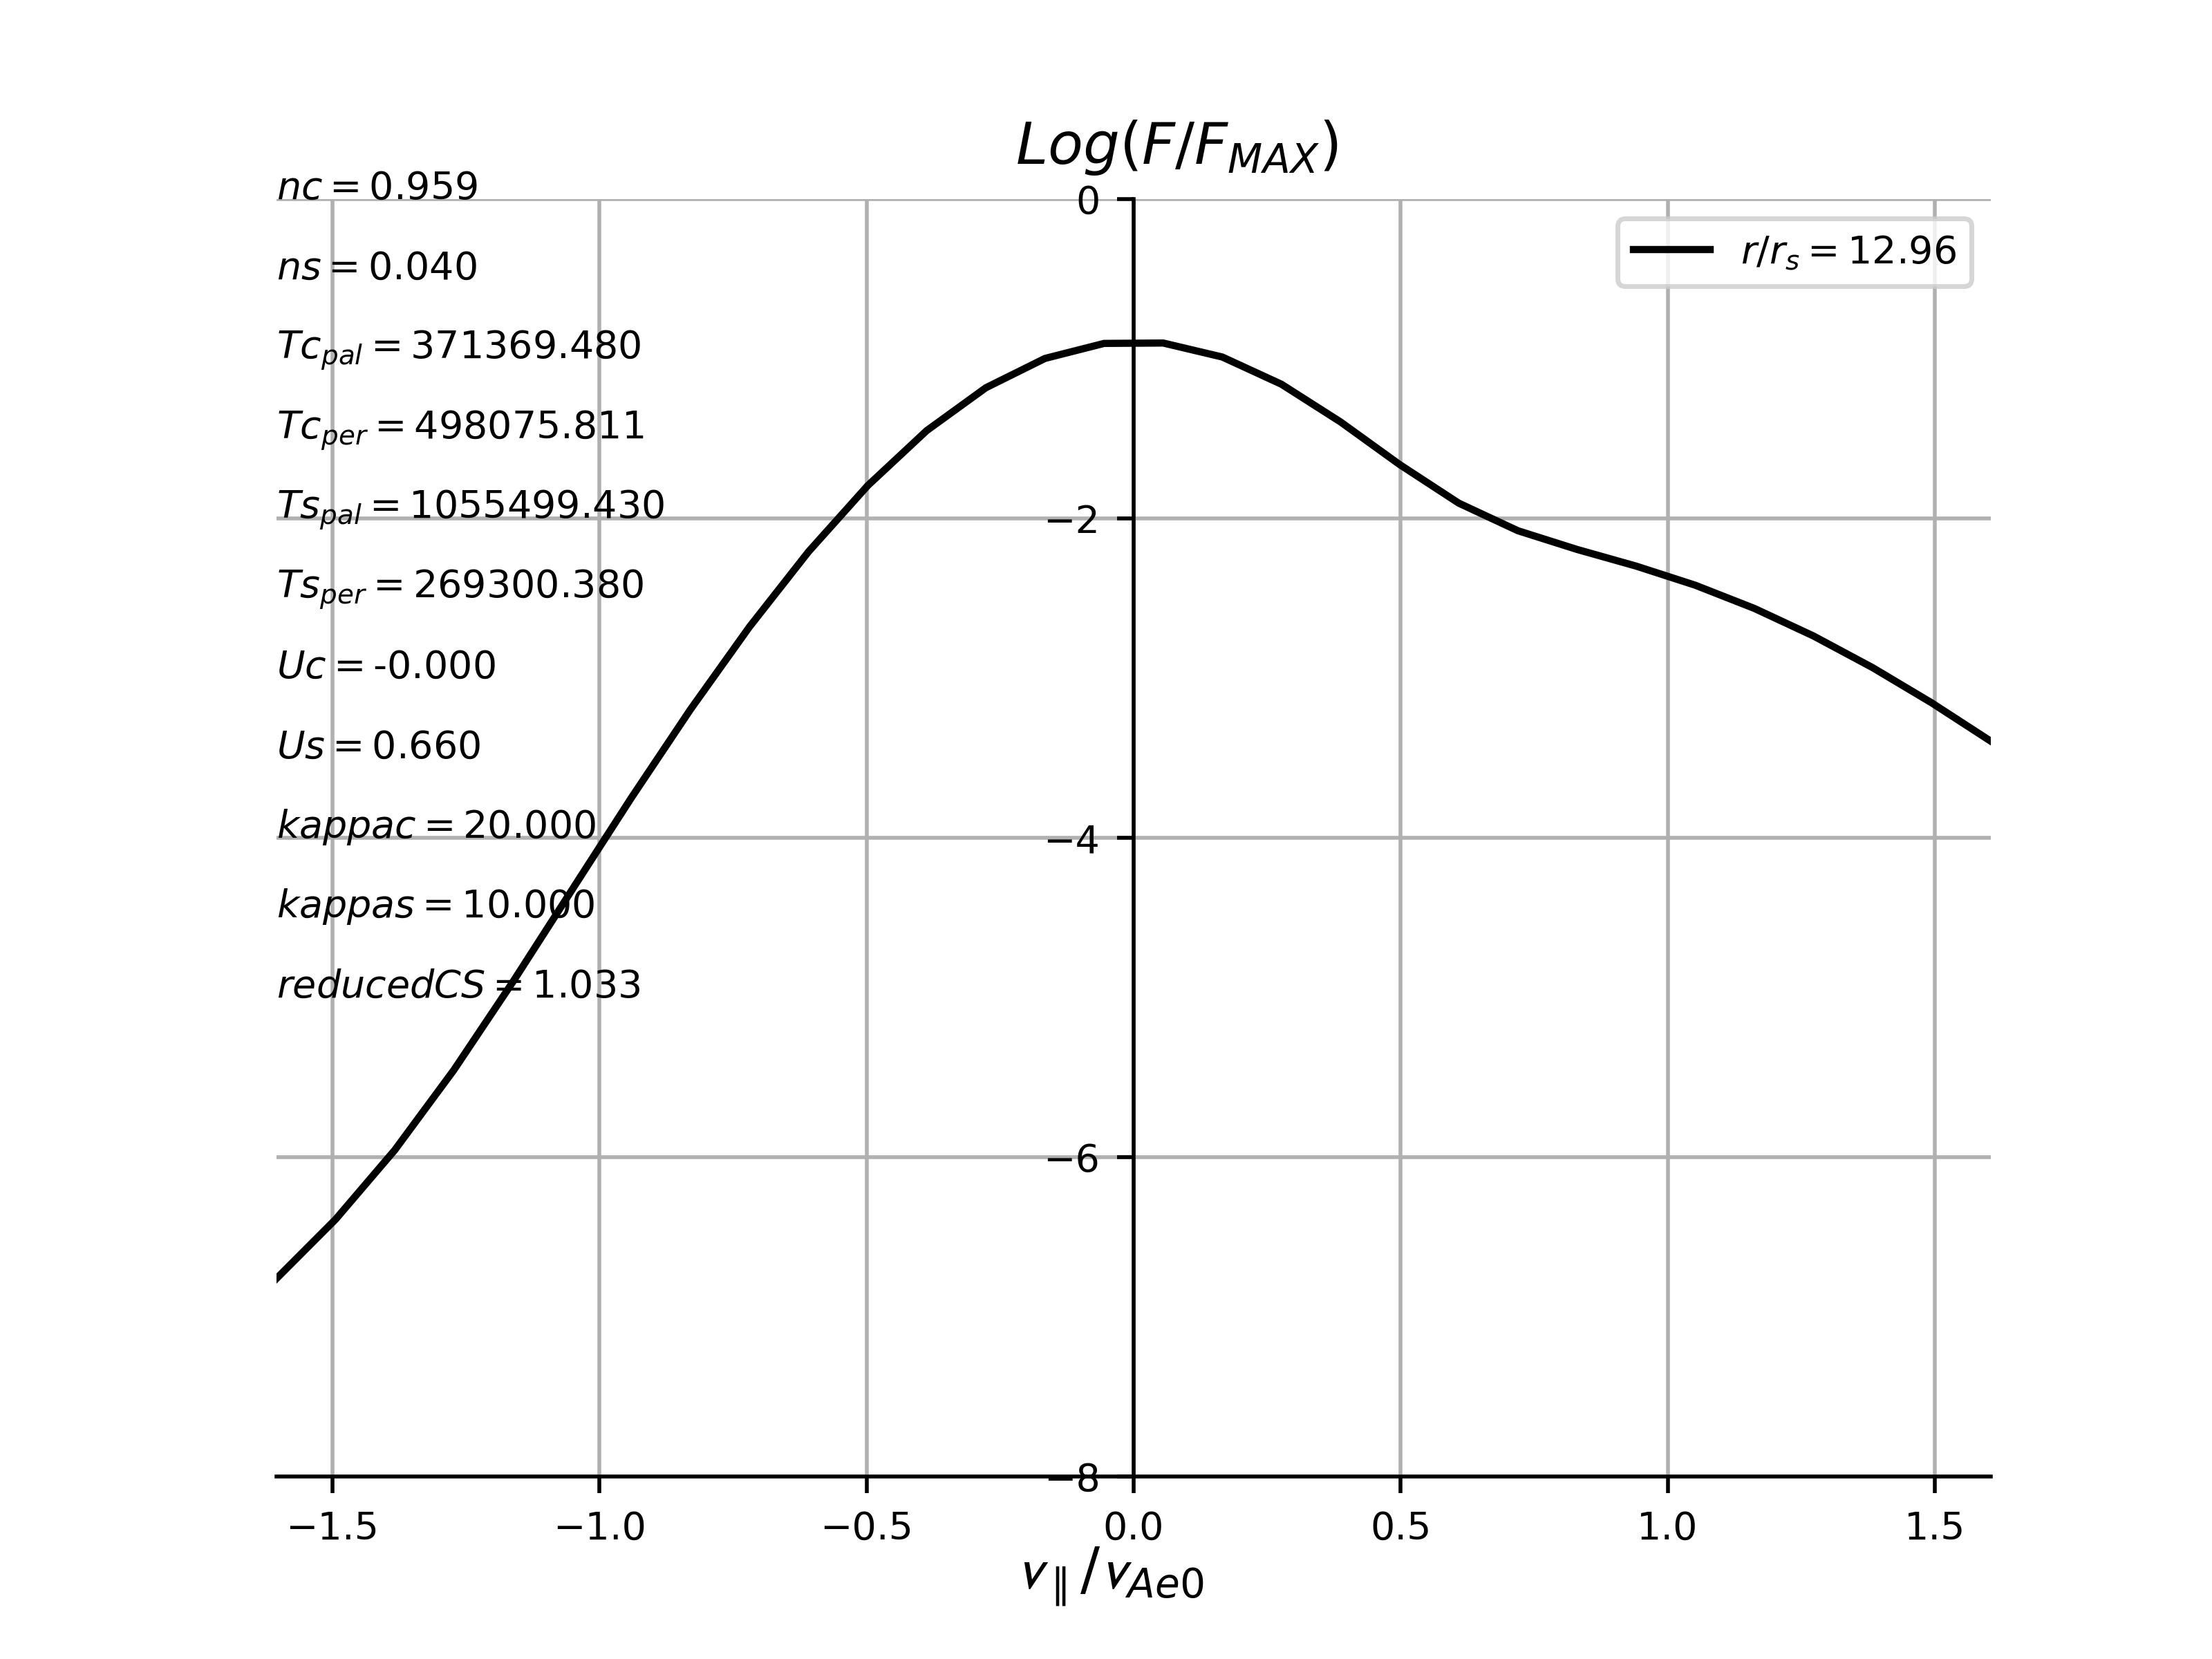 Log(F/F_MAX)
nc = 0.959
0
r/r_s = 12.96
ns = 0.040
Tc_pal = 371369.480
Tc_per = 498075.811
Ts_pal = 1055499.430
−2
Ts_per = 269300.380
Uc = -0.000
Us = 0.660
kappac = 20.000
−4
kappas = 10.000
reducedCS = 1.033
−6
−8
−1.5 −1.0 −0.5 0.0 0.5 1.0 1.5
v_∥/v_Ae0